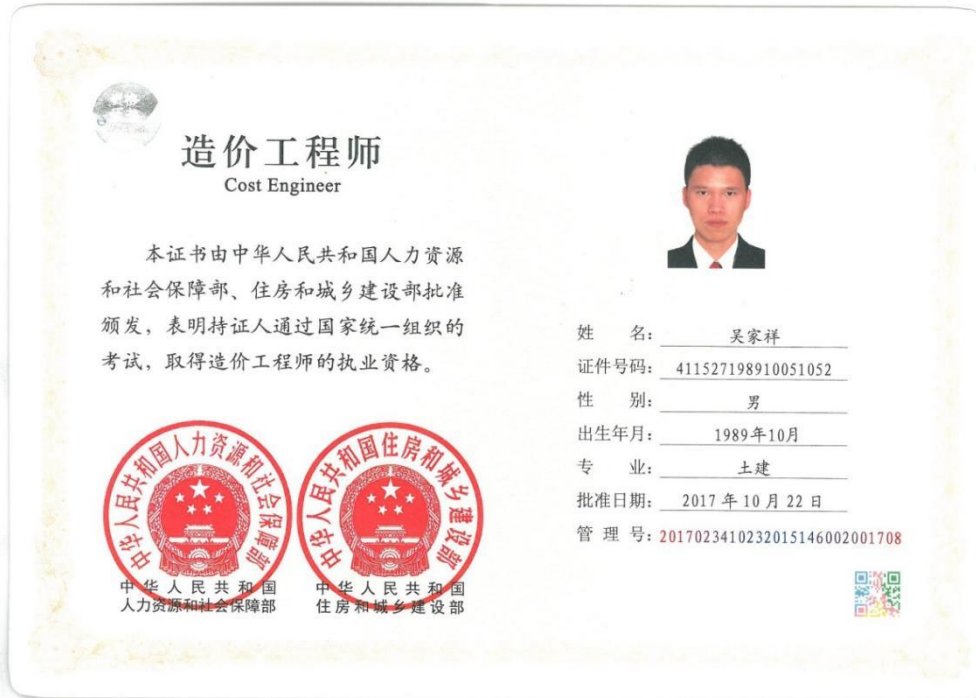 造价工程师
Cost Engineer
本证书由中华人民共和国人力资源
和社会保障部、住房和城乡建设部批准
颁发，表明持证人通过国家统一组织的
考试，取得造价工程师的执业资格。
中华人民共和国人力资源和社会保障部
中华人民共和国
人力资源和社会保障部
中华人民共和国住房和城乡建设部
中华人民共和国
住房和城乡建设部
姓 名： 吴家祥
证件号码： 411527198910051052
性 别： 男
出生年月： 1989年10月
专 业： 土建
批准日期： 2017 年 10 月 22 日
管 理 号： 2017023410232015146002001708